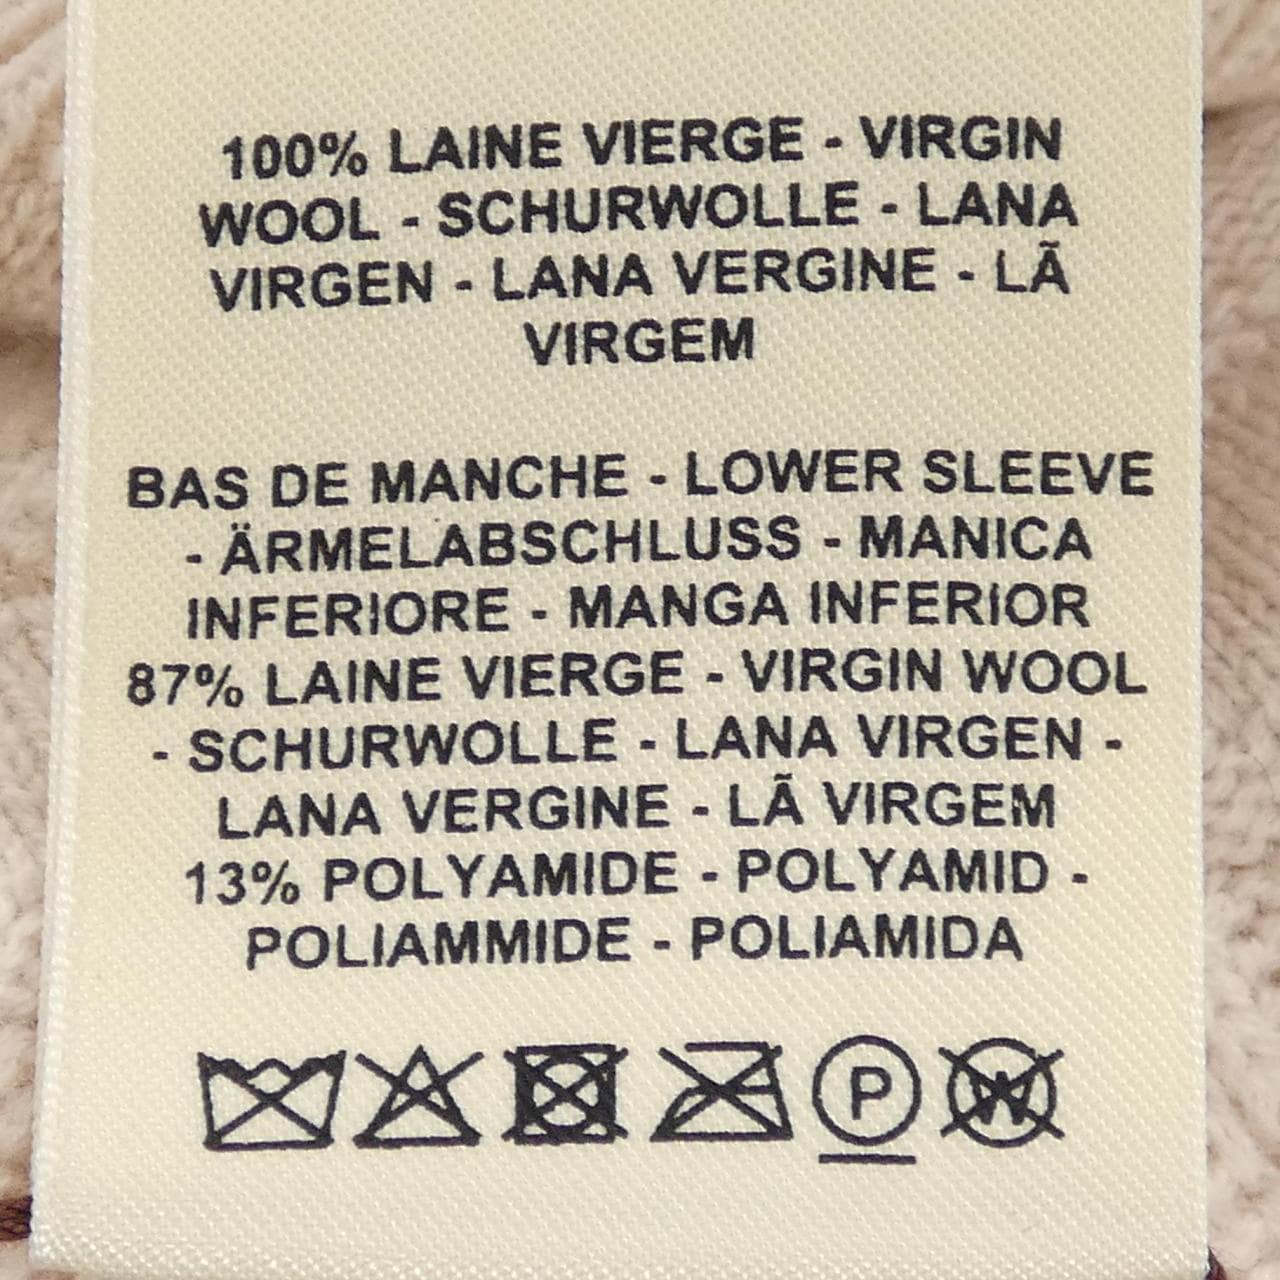 100% LAINE VIERGE - VIRGIN
WOOL - SCHURWOLLE - LANA
VIRGEN - LANA VERGINE - LÃ
VIRGEM
BAS DE MANCHE - LOWER SLEEVE
- ÄRMELABSCHLUSS - MANICA
INFERIORE - MANGA INFERIOR
87% LAINE VIERGE - VIRGIN WOOL
- SCHURWOLLE - LANA VIRGEN -
LANA VERGINE - LÃ VIRGEM
13% POLYAMIDE - POLYAMID -
POLIAMMIDE - POLIAMIDA
P W